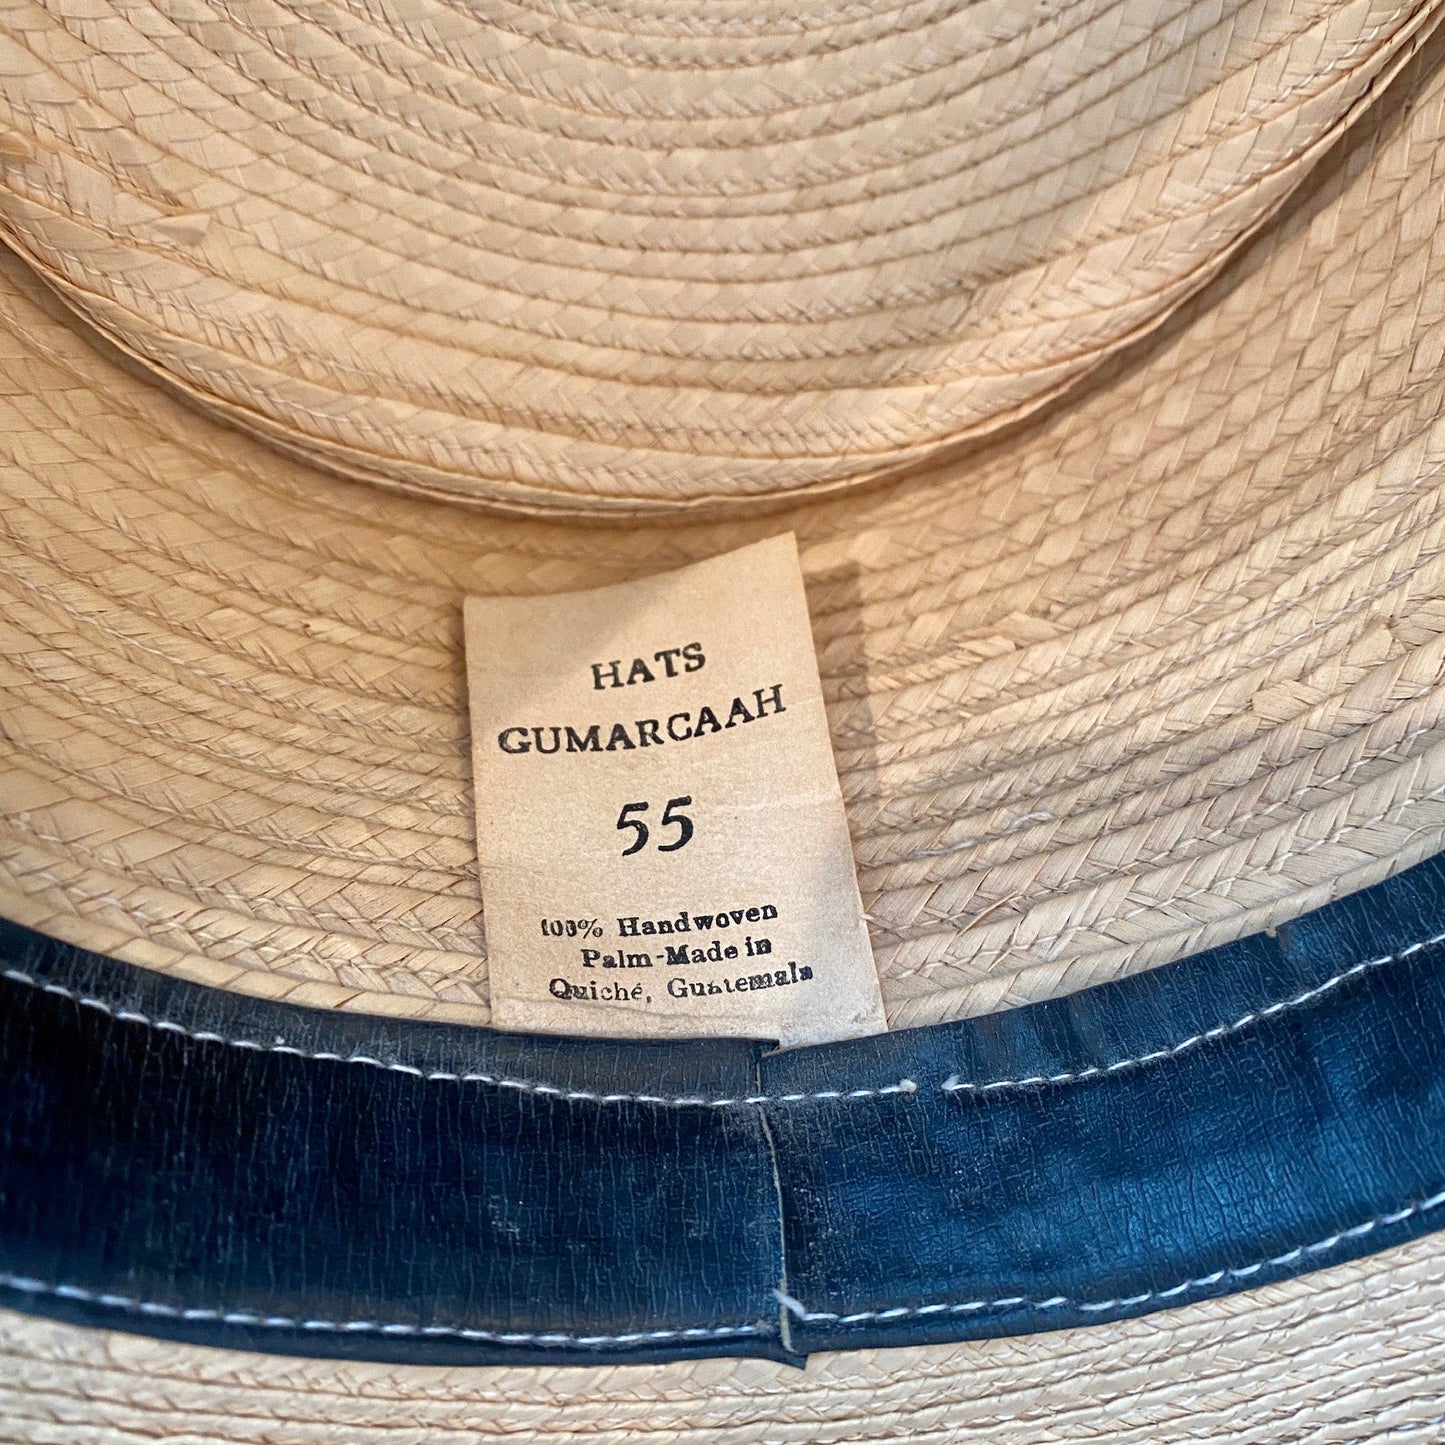 HATS
GUMARCAAH
55
100% Handwoven
Palm-Made in
Quiché, Guatemala